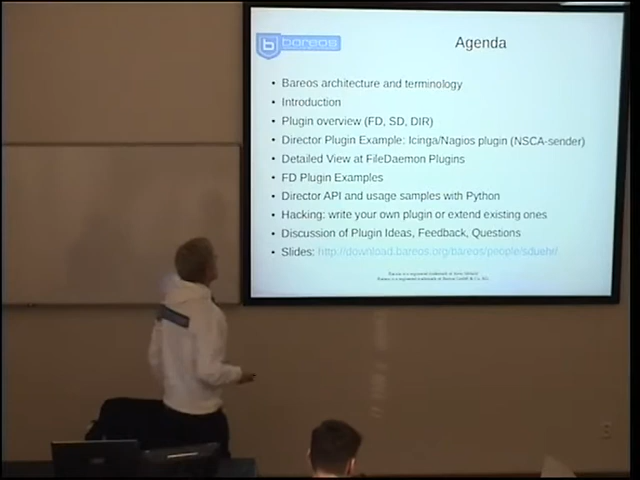 bareos
Agenda
• Bareos architecture and terminology
• Introduction
• Plugin overview (FD, SD, DIR)
• Director Plugin Example: Icinga/Nagios plugin (NSCA-sender)
• Detailed View at FileDaemon Plugins
• FD Plugin Examples
• Director API and usage samples with Python
• Hacking: write your own plugin or extend existing ones
• Discussion of Plugin Ideas, Feedback, Questions
• Slides: http://download.bareos.org/bareos/people/sduehr/